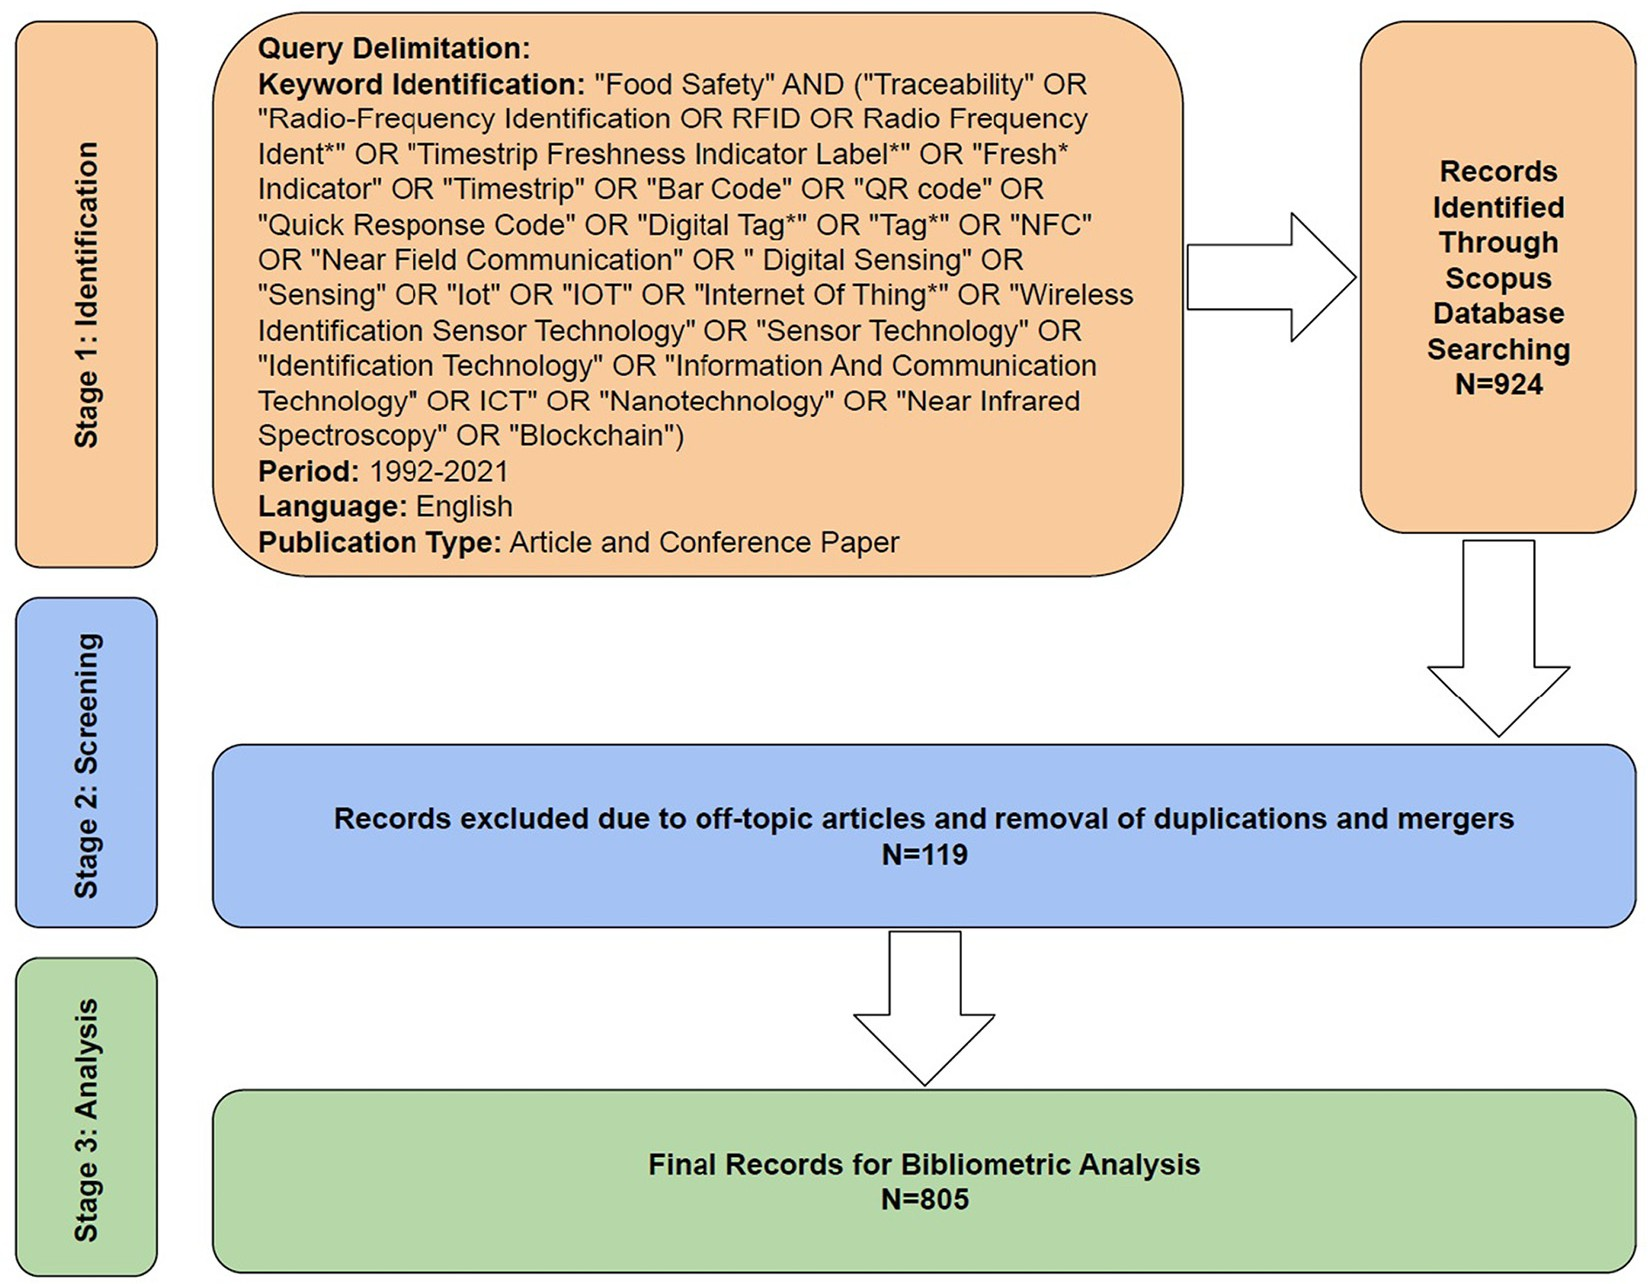 Stage 1: Identification
Query Delimitation:
Keyword Identification: "Food Safety" AND ("Traceability" OR
"Radio-Frequency Identification OR RFID OR Radio Frequency
Ident*" OR "Timestrip Freshness Indicator Label*" OR "Fresh*
Indicator" OR "Timestrip" OR "Bar Code" OR "QR code" OR
"Quick Response Code" OR "Digital Tag*" OR "Tag*" OR "NFC"
OR "Near Field Communication" OR " Digital Sensing" OR
"Sensing" OR "Iot" OR "IOT" OR "Internet Of Thing*" OR "Wireless
Identification Sensor Technology" OR "Sensor Technology" OR
"Identification Technology" OR "Information And Communication
Technology" OR ICT" OR "Nanotechnology" OR "Near Infrared
Spectroscopy" OR "Blockchain")
Period: 1992-2021
Language: English
Publication Type: Article and Conference Paper
Records
Identified
Through
Scopus
Database
Searching
N=924
Stage 2: Screening
Records excluded due to off-topic articles and removal of duplications and mergers
N=119
Stage 3: Analysis
Final Records for Bibliometric Analysis
N=805